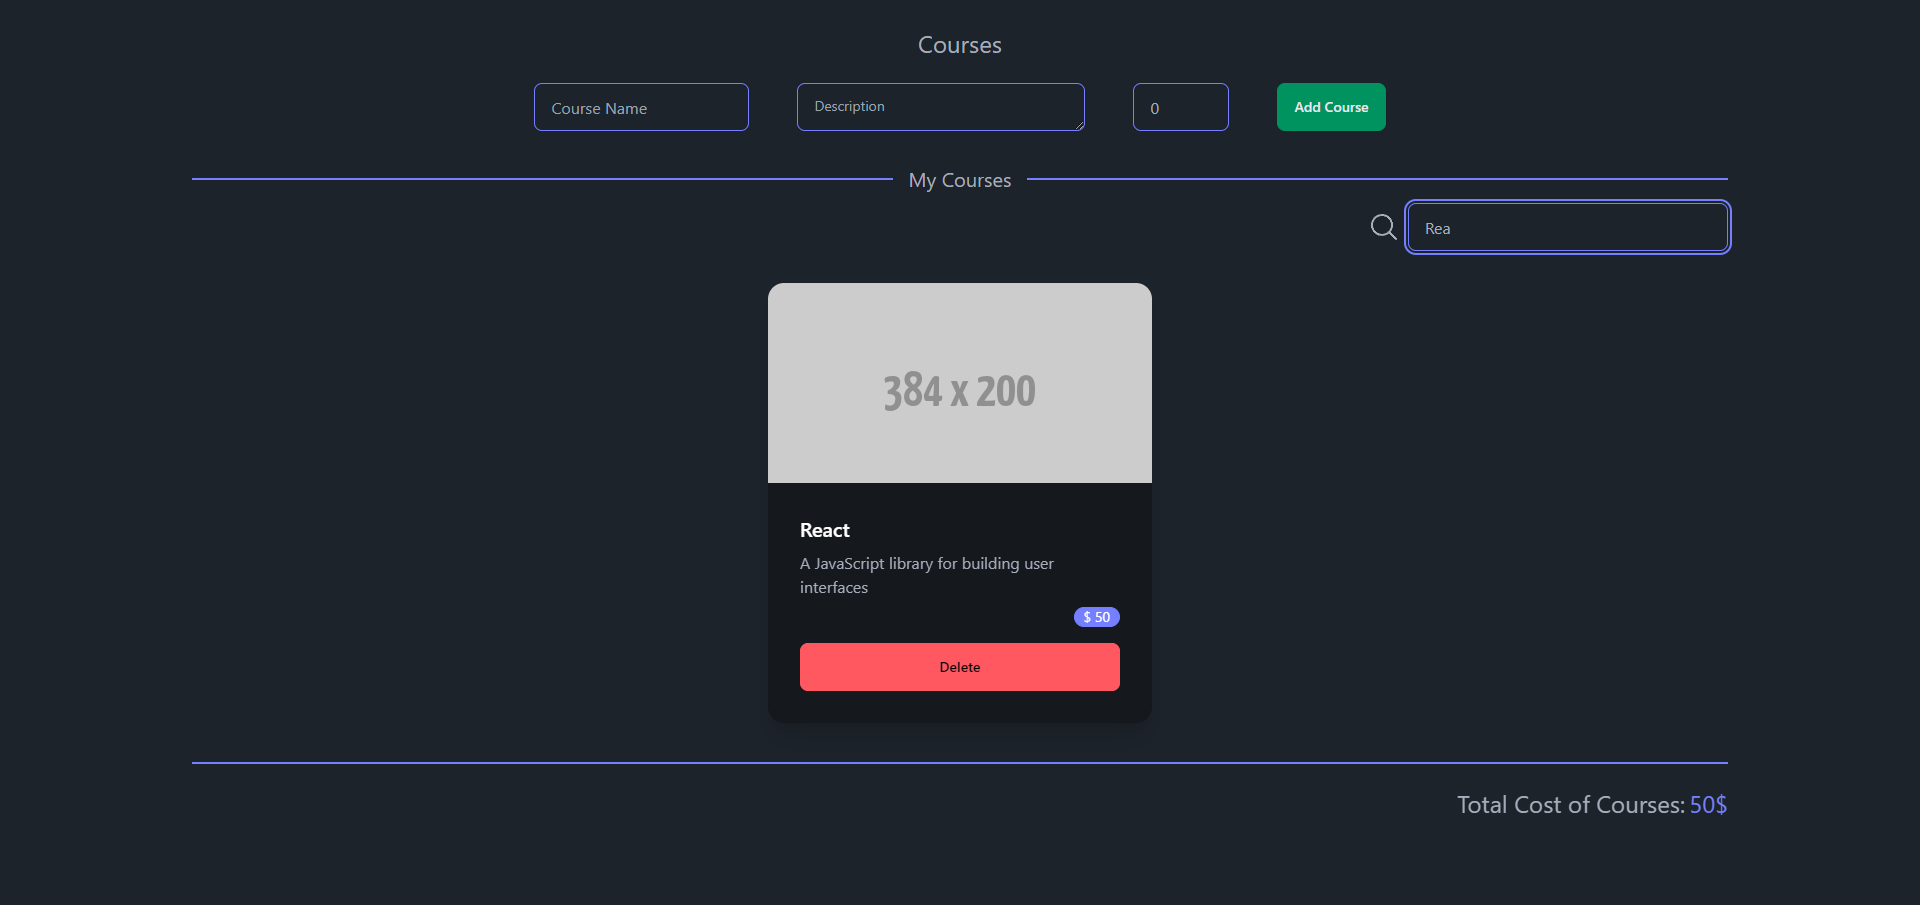 Courses
Course Name
Description
0
Add Course
My Courses
Rea
384 x 200
React
A JavaScript library for building user
interfaces
$ 50
Delete
Total Cost of Courses: 50$